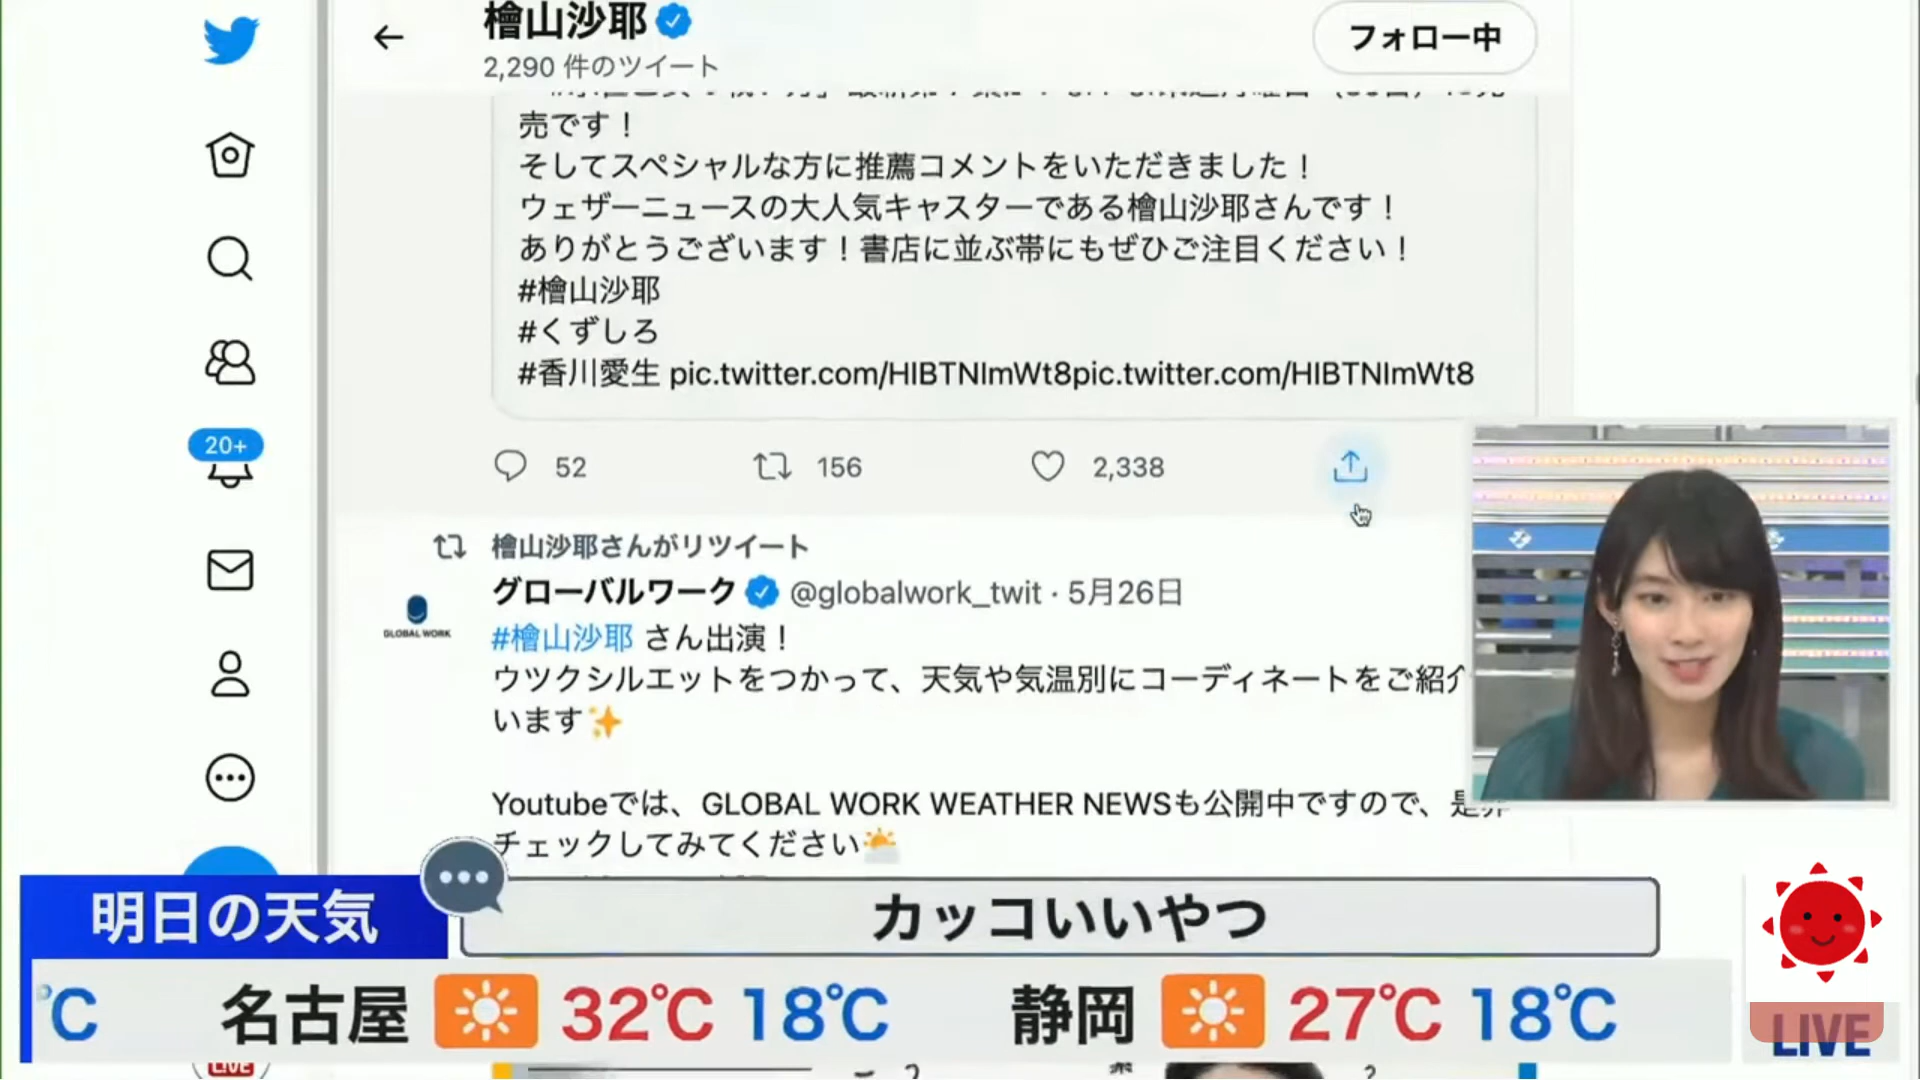 檜山沙耶
2,290 件のツイート
フォロー中
売です！
そしてスペシャルな方に推薦コメントをいただきました！
ウェザーニュースの大人気キャスターである檜山沙耶さんです！
ありがとうございます！書店に並ぶ帯にもぜひご注目ください！
#檜山沙耶
#くずしろ
#香川愛生 pic.twitter.com/HIBTNImWt8pic.twitter.com/HIBTNImWt8
20+
52 156 2,338
檜山沙耶さんがリツイート
グローバルワーク @globalwork_twit · 5月26日
GLOBAL WORK
#檜山沙耶 さん出演！
ウツクシルエットをつかって、天気や気温別にコーディネートをご紹介
います✨
Youtubeでは、GLOBAL WORK WEATHER NEWSも公開中ですので、是非
チェックしてみてください⛅
明日の天気
カッコいいやつ
℃ 名古屋 32℃ 18℃ 静岡 27℃ 18℃
LIVE
LIVE